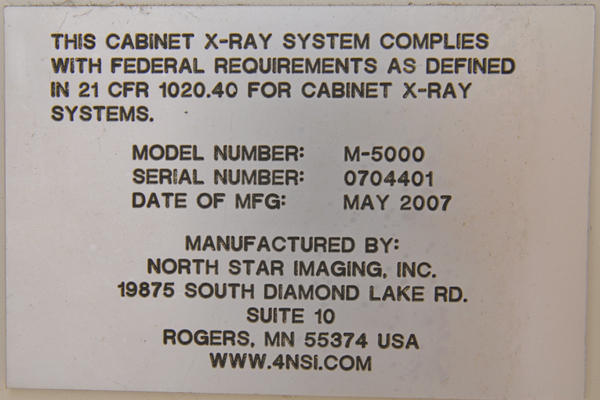 THIS CABINET X-RAY SYSTEM COMPLIES
WITH FEDERAL REQUIREMENTS AS DEFINED
IN 21 CFR 1020.40 FOR CABINET X-RAY
SYSTEMS.
MODEL NUMBER: M-5000
SERIAL NUMBER: 0704401
DATE OF MFG: MAY 2007
MANUFACTURED BY:
NORTH STAR IMAGING, INC.
19875 SOUTH DIAMOND LAKE RD.
SUITE 10
ROGERS, MN 55374 USA
WWW.4NSI.COM